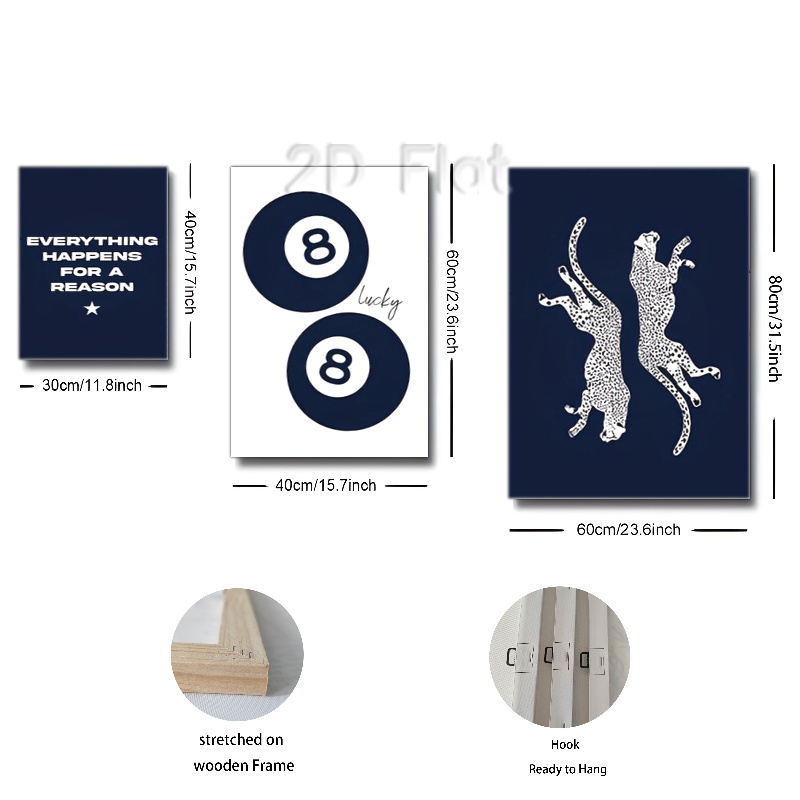 2D Flat
EVERYTHING
HAPPENS
FOR A
REASON
40cm/15.7inch
30cm/11.8inch
8
lucky
8
60cm/23.6inch
40cm/15.7inch
80cm/31.5inch
60cm/23.6inch
stretched on
wooden Frame
Hook
Ready to Hang